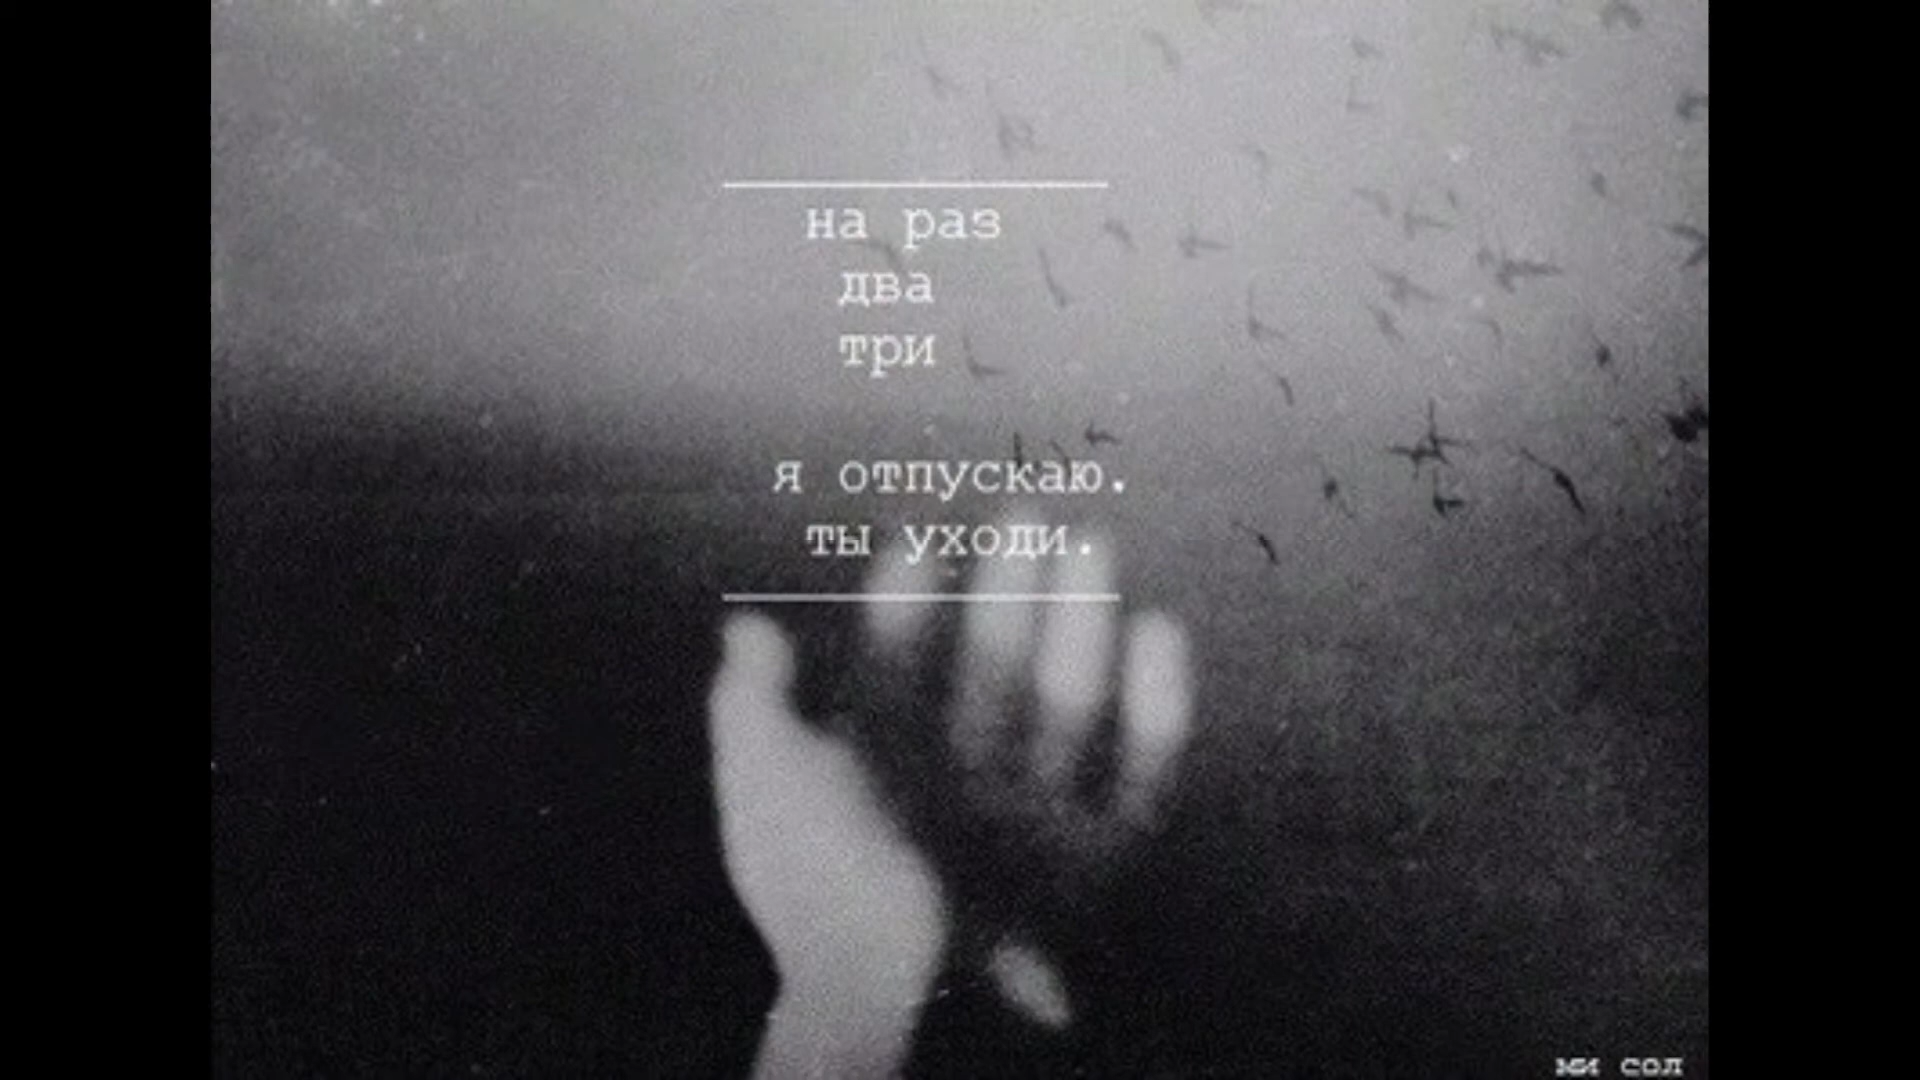 на раз
два
три
я отпускаю.
ты уходи.
ми сол